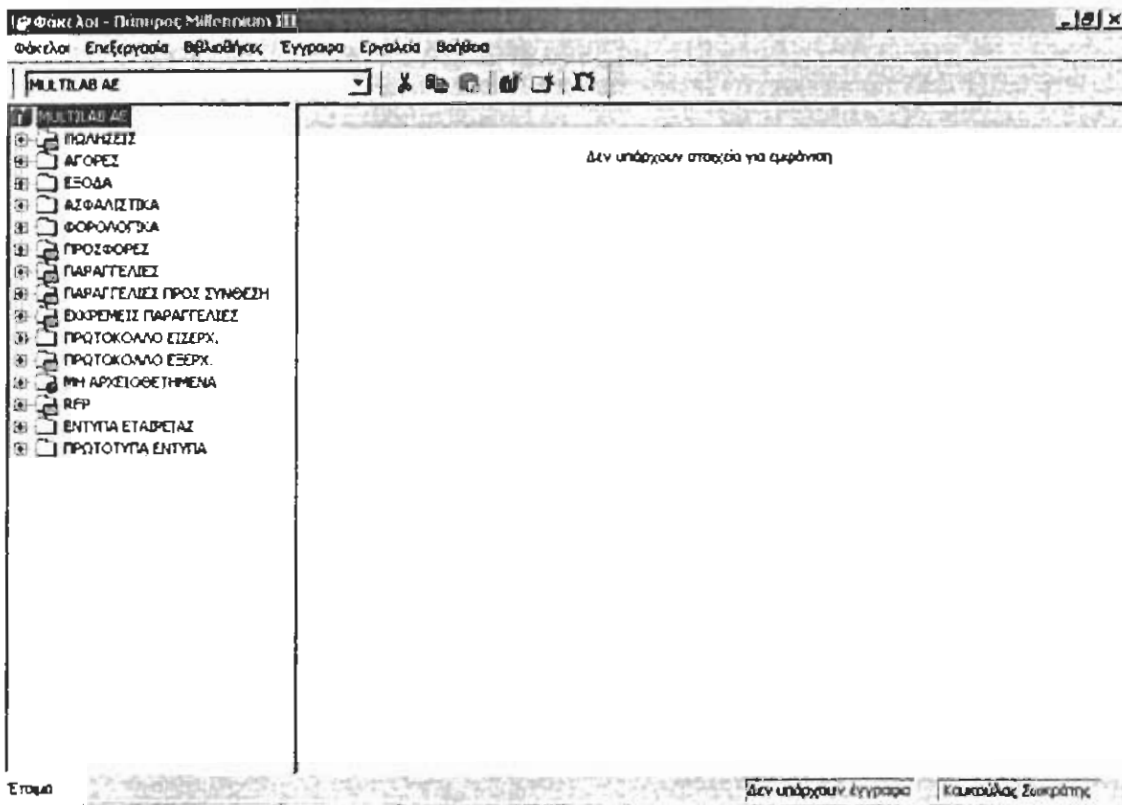 Φάκελοι - Πάπυρος Millennium III
Φάκελοι Επεξεργασία Βιβλιοθήκες Έγγραφα Εργαλεία Βοήθεια
MULTILAB AE
MULTILAB AE
ΠΩΛΗΣΕΙΣ
ΑΓΟΡΕΣ
ΕΞΟΔΑ
ΑΣΦΑΛΙΣΤΙΚΑ
ΦΟΡΟΛΟΓΙΚΑ
ΠΡΟΣΦΟΡΕΣ
ΠΑΡΑΓΓΕΛΙΕΣ
ΠΑΡΑΓΓΕΛΙΕΣ ΠΡΟΣ ΣΥΝΘΕΣΗ
ΕΚΚΡΕΜΕΙΣ ΠΑΡΑΓΓΕΛΙΕΣ
ΠΡΩΤΟΚΟΛΛΟ ΕΙΣΕΡΧ.
ΠΡΩΤΟΚΟΛΛΟ ΕΞΕΡΧ.
ΜΗ ΑΡΧΕΙΟΘΕΤΗΜΕΝΑ
RFP
ΕΝΤΥΠΑ ΕΤΑΙΡΕΙΑΣ
ΠΡΩΤΟΤΥΠΑ ΕΝΤΥΠΑ
Δεν υπάρχουν στοιχεία για εμφάνιση
Έτοιμο
Δεν υπάρχουν έγγραφα
Σωκράτης